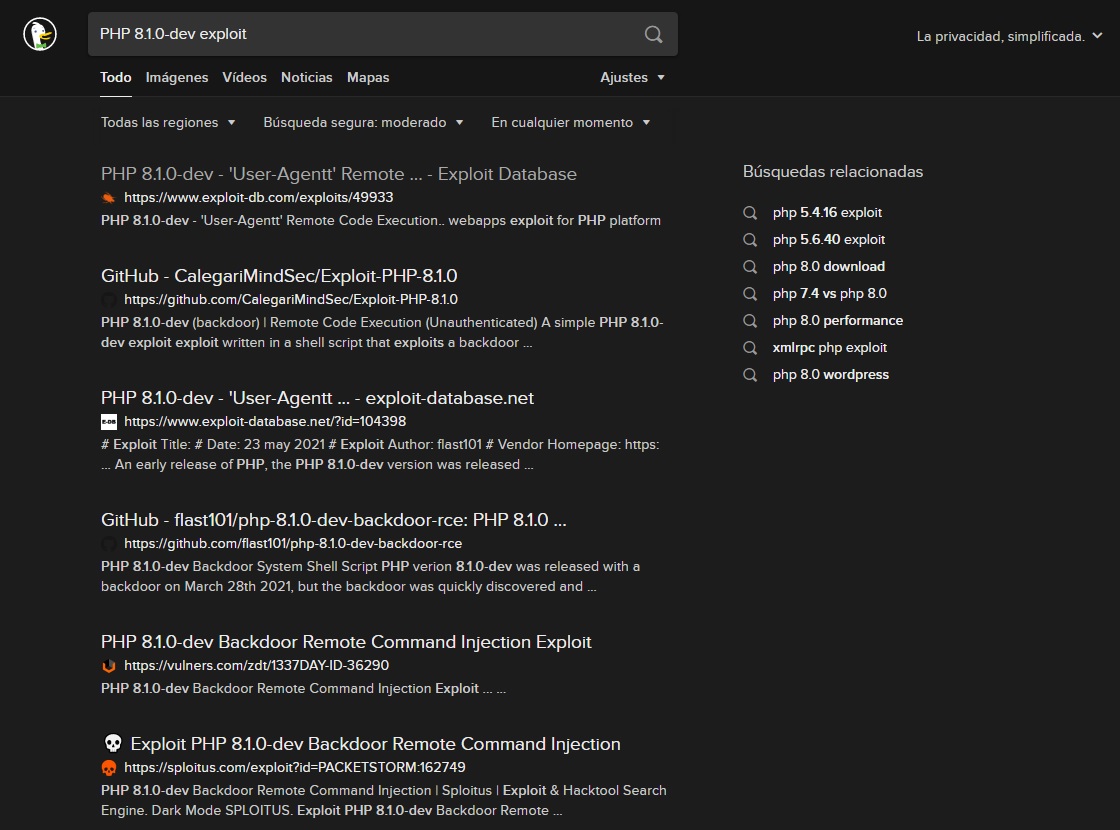 PHP 8.1.0-dev exploit
La privacidad, simplificada.
Todo Imágenes Vídeos Noticias Mapas Ajustes
Todas las regiones Búsqueda segura: moderado En cualquier momento
PHP 8.1.0-dev - 'User-Agentt' Remote ... - Exploit Database
https://www.exploit-db.com/exploits/49933
PHP 8.1.0-dev - 'User-Agentt' Remote Code Execution.. webapps exploit for PHP platform
GitHub - CalegariMindSec/Exploit-PHP-8.1.0
https://github.com/CalegariMindSec/Exploit-PHP-8.1.0
PHP 8.1.0-dev (backdoor) | Remote Code Execution (Unauthenticated) A simple PHP 8.1.0-
dev exploit exploit written in a shell script that exploits a backdoor ...
PHP 8.1.0-dev - 'User-Agentt ... - exploit-database.net
E-DB
https://www.exploit-database.net/?id=104398
# Exploit Title: # Date: 23 may 2021 # Exploit Author: flast101 # Vendor Homepage: https:
... An early release of PHP, the PHP 8.1.0-dev version was released ...
GitHub - flast101/php-8.1.0-dev-backdoor-rce: PHP 8.1.0 ...
https://github.com/flast101/php-8.1.0-dev-backdoor-rce
PHP 8.1.0-dev Backdoor System Shell Script PHP verion 8.1.0-dev was released with a
backdoor on March 28th 2021, but the backdoor was quickly discovered and ...
PHP 8.1.0-dev Backdoor Remote Command Injection Exploit
https://vulners.com/zdt/1337DAY-ID-36290
PHP 8.1.0-dev Backdoor Remote Command Injection Exploit ... ...
Exploit PHP 8.1.0-dev Backdoor Remote Command Injection
https://sploitus.com/exploit?id=PACKETSTORM:162749
PHP 8.1.0-dev Backdoor Remote Command Injection | Sploitus | Exploit & Hacktool Search
Engine. Dark Mode SPLOITUS. Exploit PHP 8.1.0-dev Backdoor Remote ...
Búsquedas relacionadas
php 5.4.16 exploit
php 5.6.40 exploit
php 8.0 download
php 7.4 vs php 8.0
php 8.0 performance
xmlrpc php exploit
php 8.0 wordpress